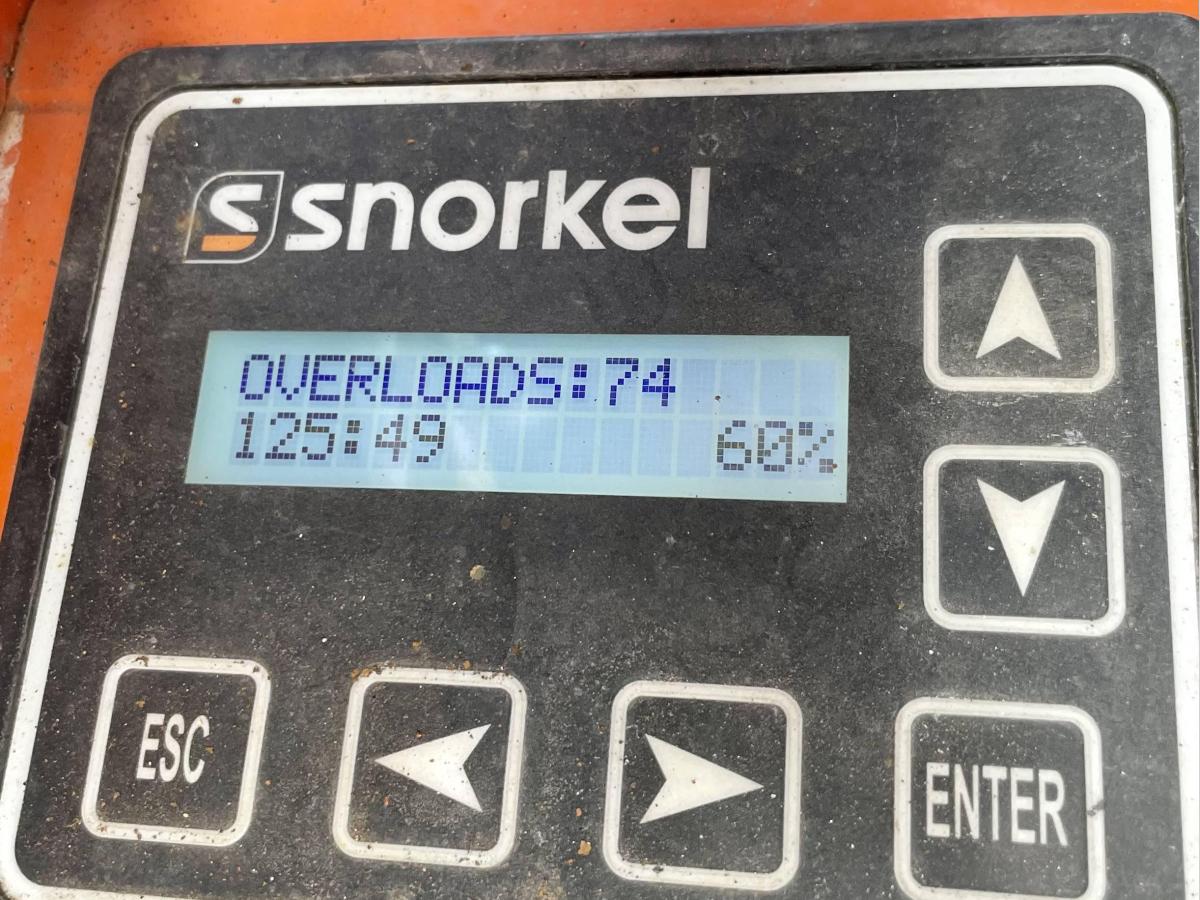 snorkel
OVERLOADS:74
125:49 60%
ESC
ENTER